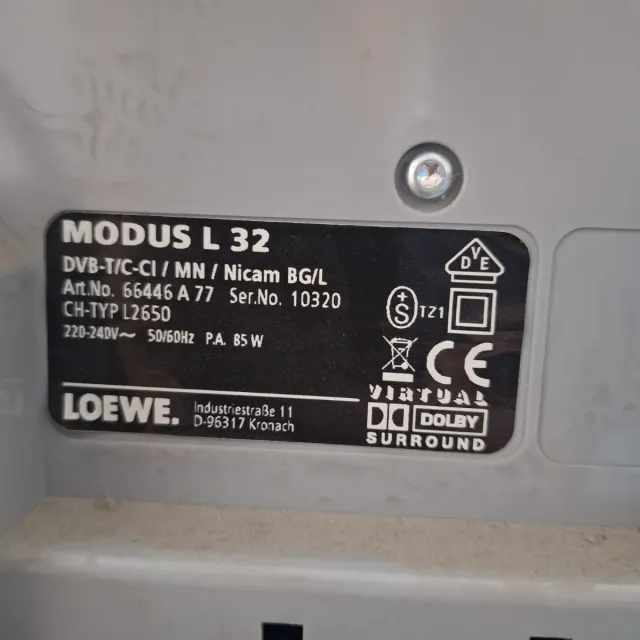 MODUS L 32
DVB-T/C-CI / MN / Nicam BG/L
Art.No. 66446 A 77 Ser.No. 10320
CH-TYP L2650
220-240V~ 50/60Hz P.A. 85 W
DVE
S TZ1
CE
LOEWE.
Industriestraße 11
D-96317 Kronach
VIRTUAL
DOLBY
SURROUND